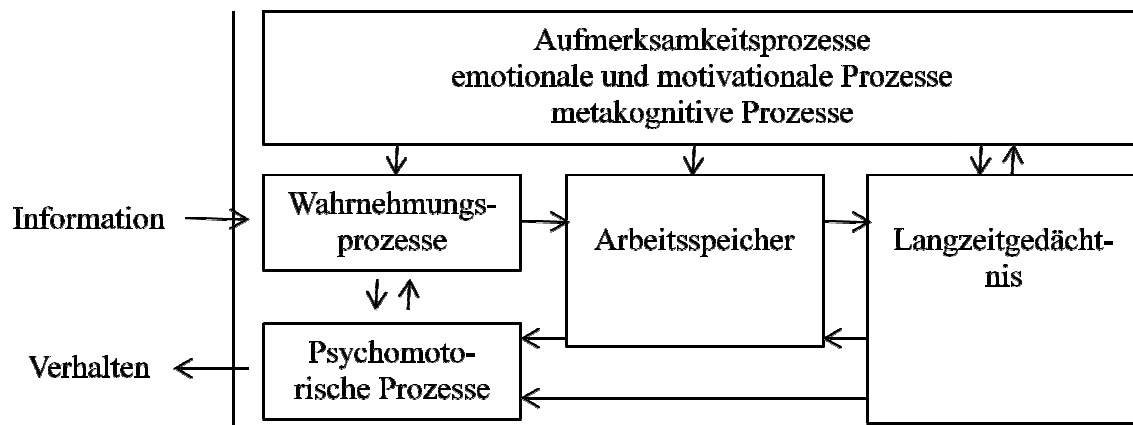 Aufmerksamkeitsprozesse
emotionale und motivationale Prozesse
metakognitive Prozesse
Information
Wahrnehmungs-
prozesse
Arbeitsspeicher
Langzeitgedächt-
nis
Verhalten
Psychomoto-
rische Prozesse